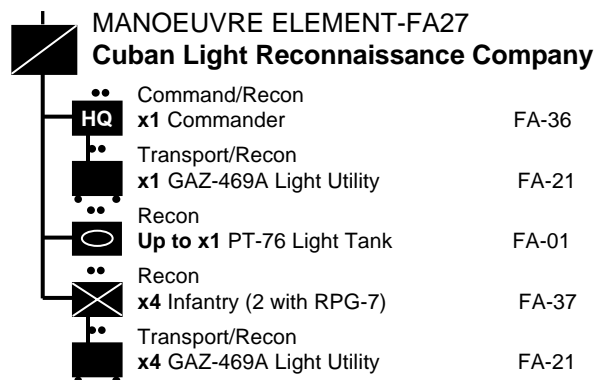 MANOEUVRE ELEMENT-FA27
Cuban Light Reconnaissance Company
Command/Recon
HQ x1 Commander FA-36
Transport/Recon
x1 GAZ-469A Light Utility FA-21
Recon
Up to x1 PT-76 Light Tank FA-01
Recon
x4 Infantry (2 with RPG-7) FA-37
Transport/Recon
x4 GAZ-469A Light Utility FA-21